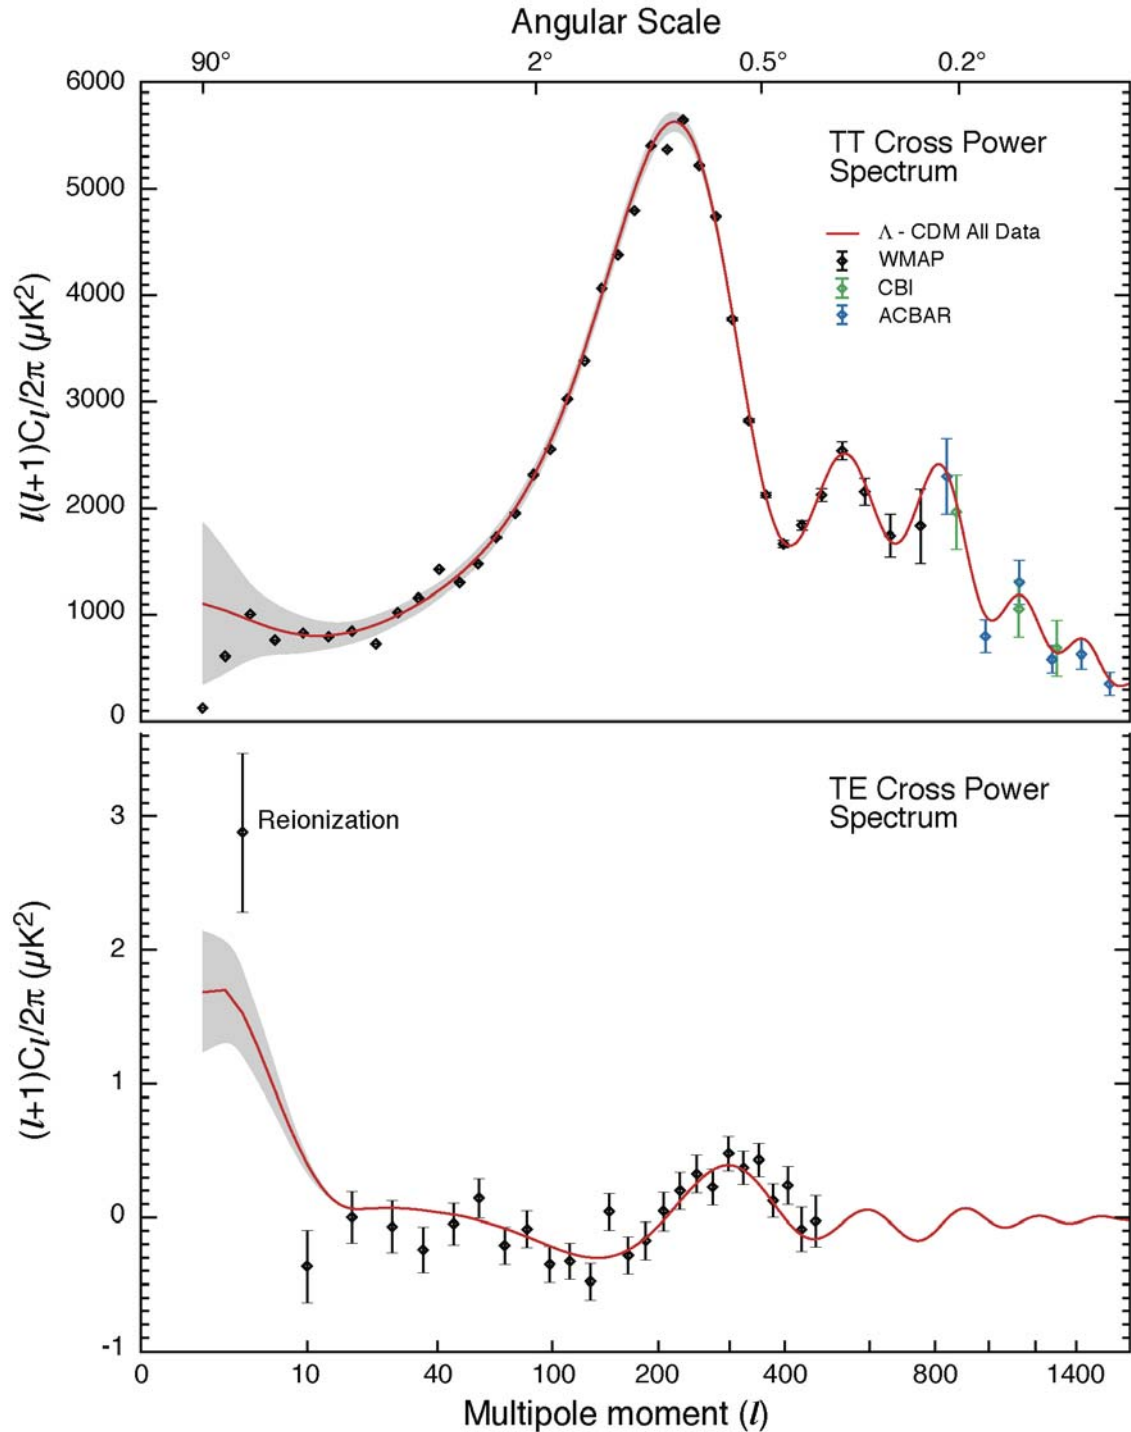 Angular Scale
90° 2° 0.5° 0.2°
6000
5000
4000
3000
2000
1000
0
l(l+1)Cl/2π (μK²)
TT Cross Power
Spectrum
Λ - CDM All Data
WMAP
CBI
ACBAR
3
2
1
0
-1
(l+1)Cl/2π (μK²)
Reionization
TE Cross Power
Spectrum
0 10 40 100 200 400 800 1400
Multipole moment (l)